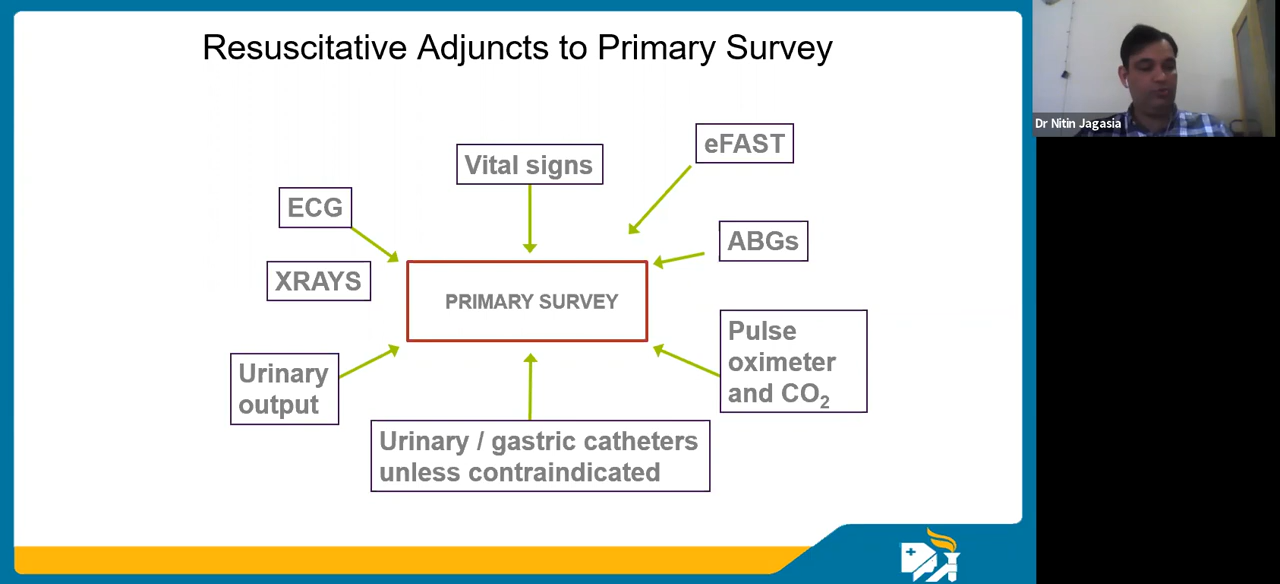 Resuscitative Adjuncts to Primary Survey
Dr Nitin Jagasia
eFAST
Vital signs
ECG
ABGs
XRAYS
PRIMARY SURVEY
Pulse
oximeter
and CO₂
Urinary
output
Urinary / gastric catheters
unless contraindicated